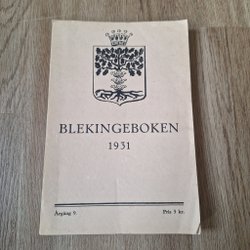 BLEKINGEBOKEN
1931
Årgång 9.
Pris 3 kr.